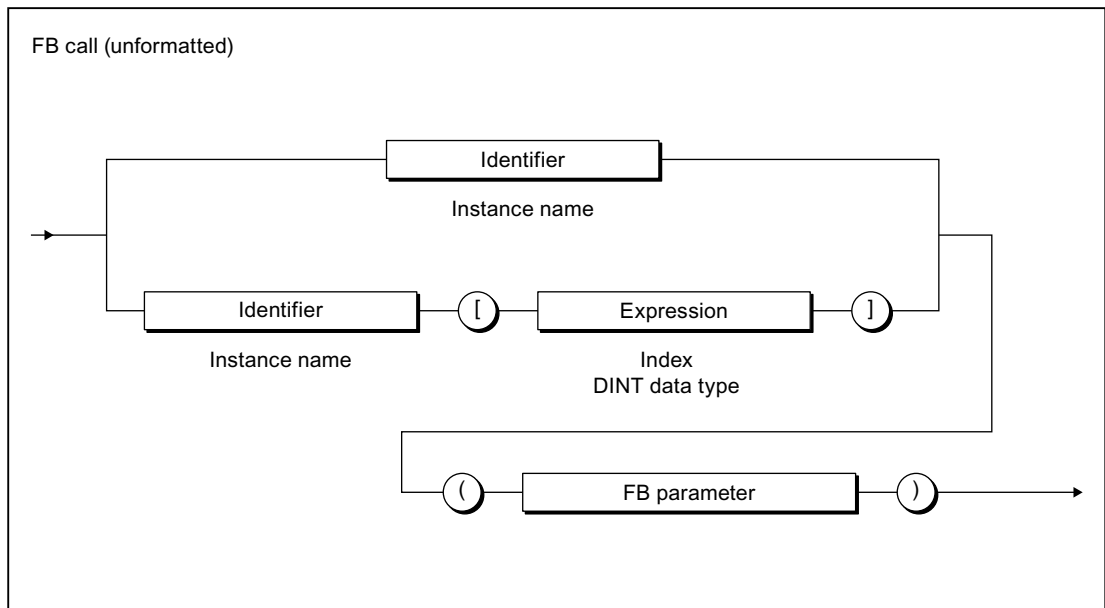 FB call (unformatted)
Identifier
Instance name
Identifier
[
Expression
]
Instance name
Index
DINT data type
(
FB parameter
)